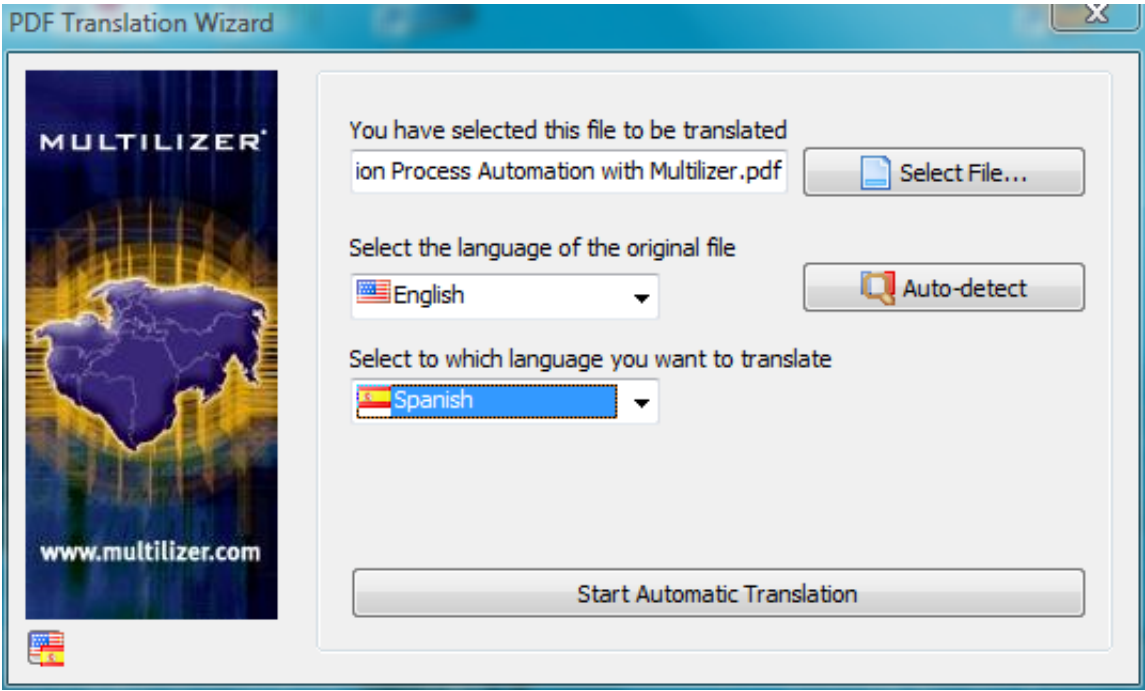 PDF Translation Wizard
MULTILIZER
You have selected this file to be translated
ion Process Automation with Multilizer.pdf
Select File...
Select the language of the original file
English
Auto-detect
Select to which language you want to translate
Spanish
www.multilizer.com
Start Automatic Translation